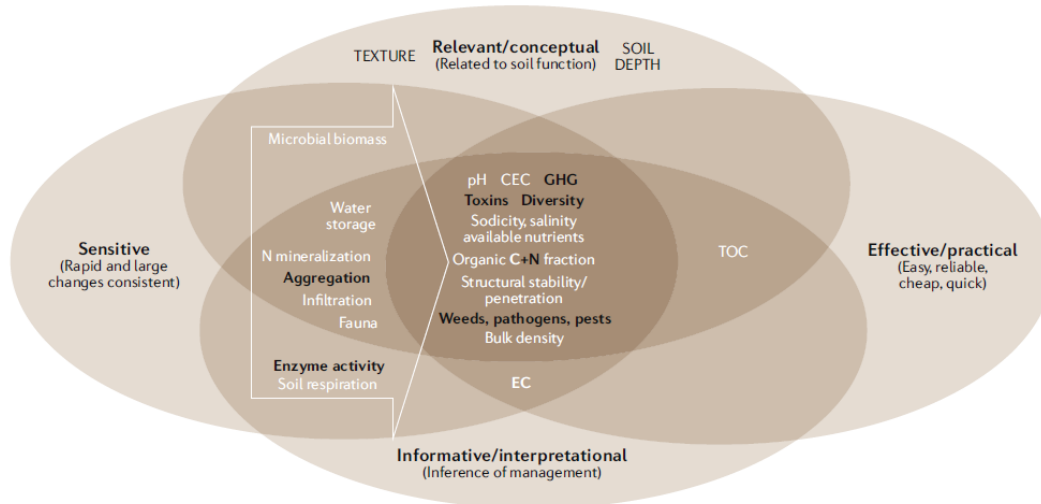 TEXTURE
Relevant/conceptual
(Related to soil function)
SOIL
DEPTH
Microbial biomass
pH CEC GHG
Toxins Diversity
Sodicity, salinity
available nutrients
Organic C+N fraction
Structural stability/
penetration
Weeds, pathogens, pests
Bulk density
Water
storage
N mineralization
Aggregation
Infiltration
Fauna
Enzyme activity
Soil respiration
Sensitive
(Rapid and large
changes consistent)
TOC
Effective/practical
(Easy, reliable,
cheap, quick)
EC
Informative/interpretational
(Inference of management)